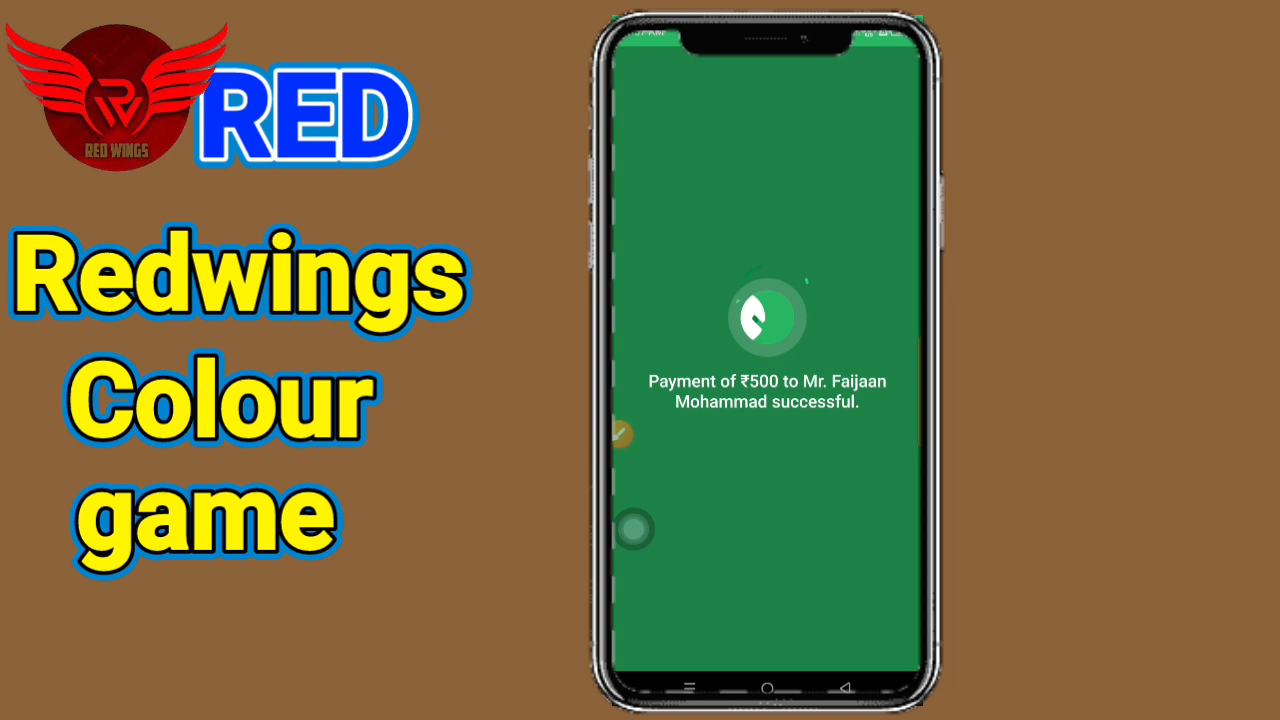 RED WINGS
RED
Redwings
Colour
game
Payment of ₹500 to Mr. Faijaan
Mohammad successful.